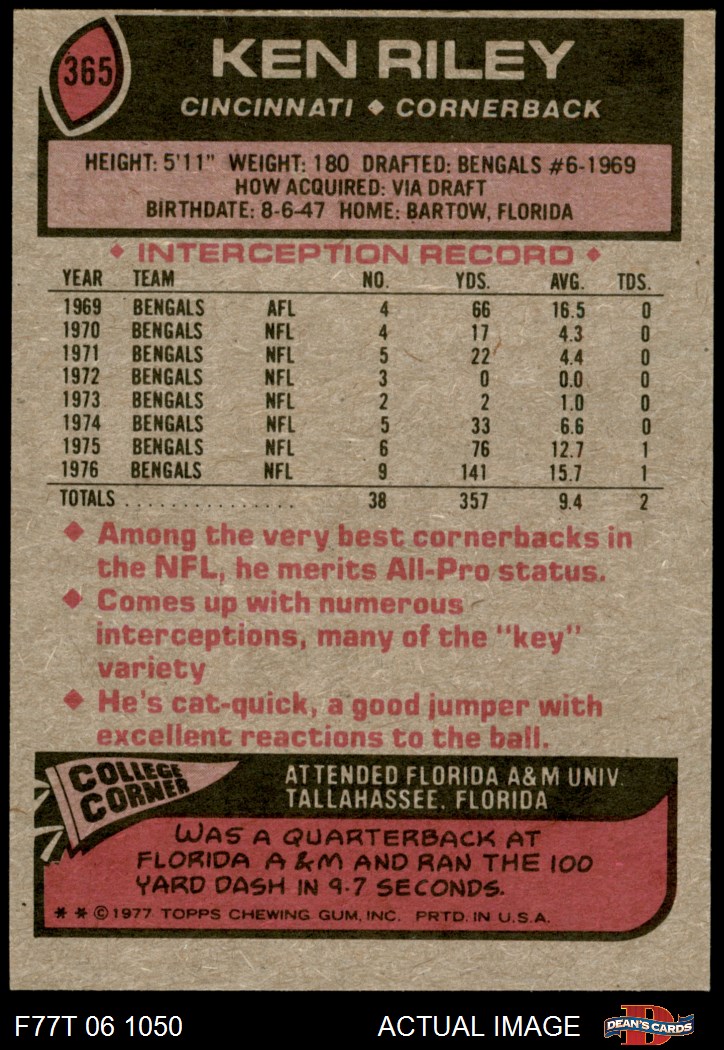 365
KEN RILEY
CINCINNATI ◆ CORNERBACK
HEIGHT: 5'11" WEIGHT: 180 DRAFTED: BENGALS #6-1969
HOW ACQUIRED: VIA DRAFT
BIRTHDATE: 8-6-47 HOME: BARTOW, FLORIDA
◆ INTERCEPTION RECORD ◆
YEAR TEAM NO. YDS. AVG. TDS.
1969 BENGALS AFL 4 66 16.5 0
1970 BENGALS NFL 4 17 4.3 0
1971 BENGALS NFL 5 22 4.4 0
1972 BENGALS NFL 3 0 0.0 0
1973 BENGALS NFL 2 2 1.0 0
1974 BENGALS NFL 5 33 6.6 0
1975 BENGALS NFL 6 76 12.7 1
1976 BENGALS NFL 9 141 15.7 1
TOTALS . . . . . . . . . . . . . . . . 38 357 9.4 2
◆ Among the very best cornerbacks in
the NFL, he merits All-Pro status.
◆ Comes up with numerous
interceptions, many of the "key"
variety
◆ He's cat-quick, a good jumper with
excellent reactions to the ball.
COLLEGE
CORNER
ATTENDED FLORIDA A&M UNIV.
TALLAHASSEE, FLORIDA
WAS A QUARTERBACK AT
FLORIDA A & M AND RAN THE 100
YARD DASH IN 9.7 SECONDS.
* * © 1977 TOPPS CHEWING GUM, INC. PRTD. IN U.S.A.
F77T 06 1050
ACTUAL IMAGE
D
DEAN'S CARDS